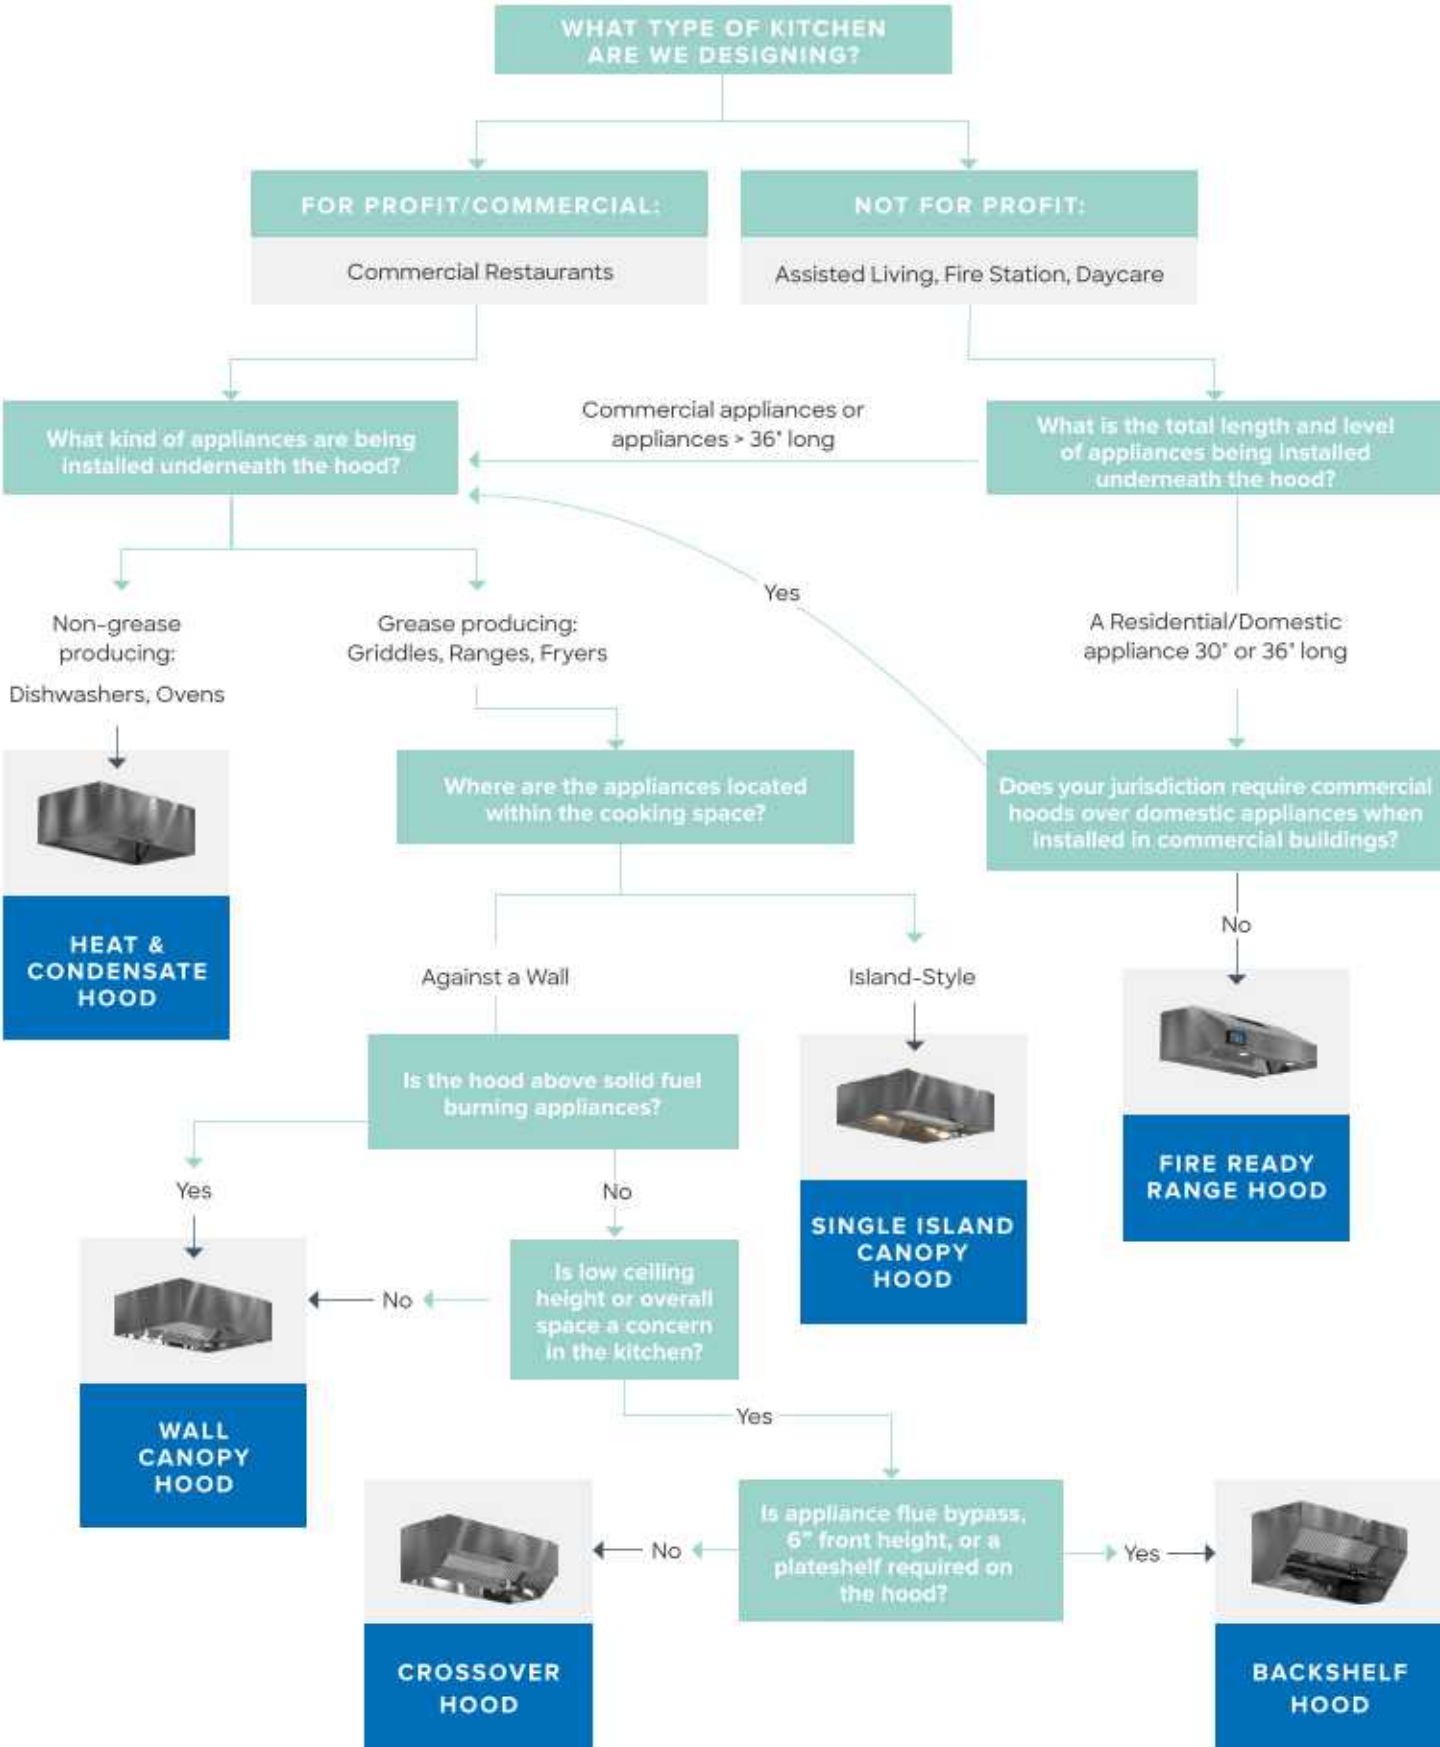 WHAT TYPE OF KITCHEN
ARE WE DESIGNING?
FOR PROFIT/COMMERCIAL:
Commercial Restaurants
NOT FOR PROFIT:
Assisted Living, Fire Station, Daycare
What kind of appliances are being
installed underneath the hood?
Commercial appliances or
appliances > 36" long
What is the total length and level
of appliances being installed
underneath the hood?
Yes
Non-grease
producing:
Dishwashers, Ovens
Grease producing:
Griddles, Ranges, Fryers
A Residential/Domestic
appliance 30" or 36" long
HEAT &
CONDENSATE
HOOD
Where are the appliances located
within the cooking space?
Does your jurisdiction require commercial
hoods over domestic appliances when
installed in commercial buildings?
No
Against a Wall
Island-Style
FIRE READY
RANGE HOOD
Is the hood above solid fuel
burning appliances?
SINGLE ISLAND
CANOPY
HOOD
Yes
No
Is low ceiling
height or overall
space a concern
in the kitchen?
No
WALL
CANOPY
HOOD
Yes
Is appliance flue bypass,
6" front height, or a
plateshelf required on
the hood?
No
Yes
CROSSOVER
HOOD
BACKSHELF
HOOD